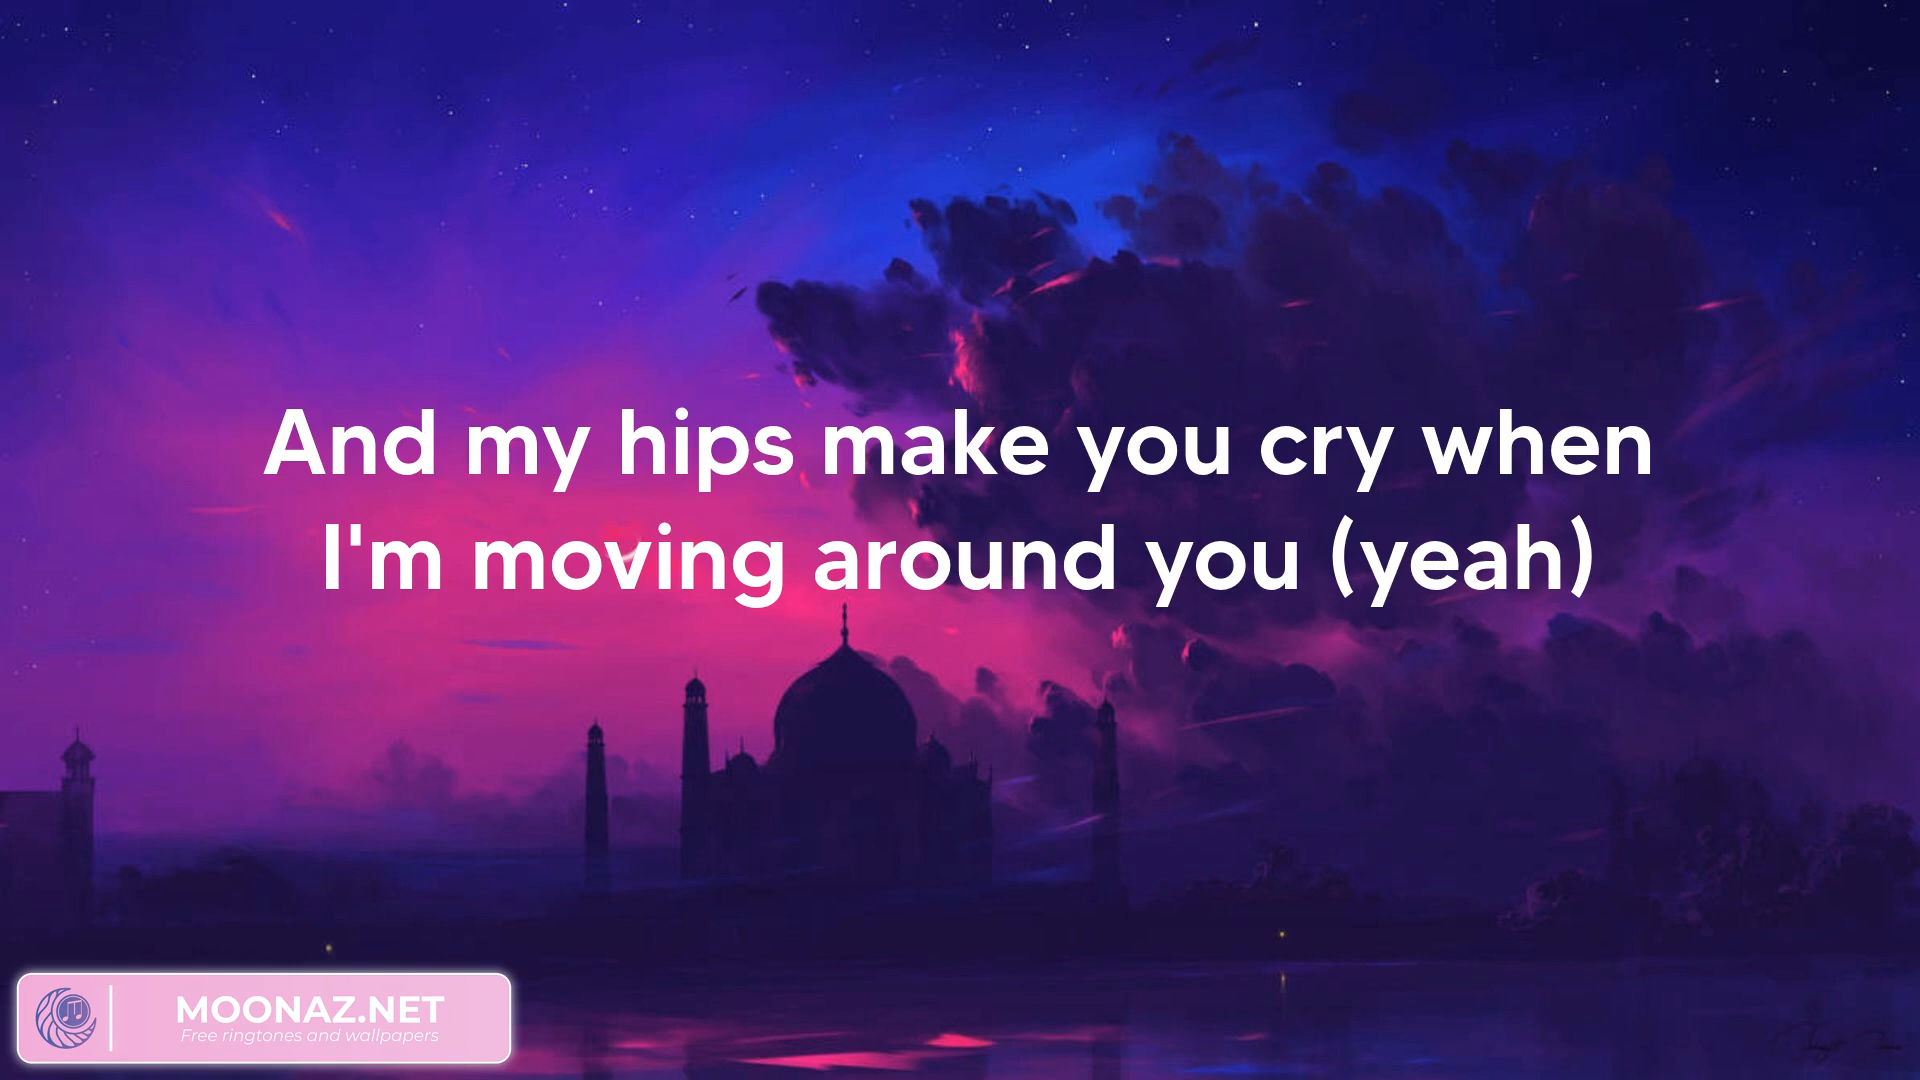 And my hips make you cry when
I'm moving around you (yeah)
MOONAZ.NET
Free ringtones and wallpapers